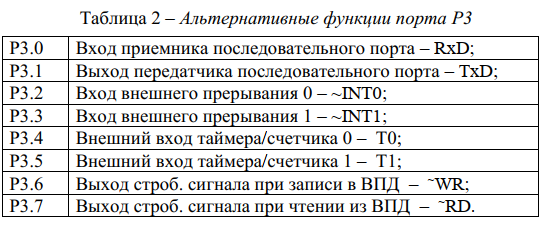 Таблица 2 – Альтернативные функции порта P3
P3.0 Вход приемника последовательного порта – RxD;
P3.1 Выход передатчика последовательного порта – TxD;
P3.2 Вход внешнего прерывания 0 – ~INT0;
P3.3 Вход внешнего прерывания 1 – ~INT1;
P3.4 Внешний вход таймера/счетчика 0 – T0;
P3.5 Внешний вход таймера/счетчика 1 – T1;
P3.6 Выход строб. сигнала при записи в ВПД – ~WR;
P3.7 Выход строб. сигнала при чтении из ВПД – ~RD.